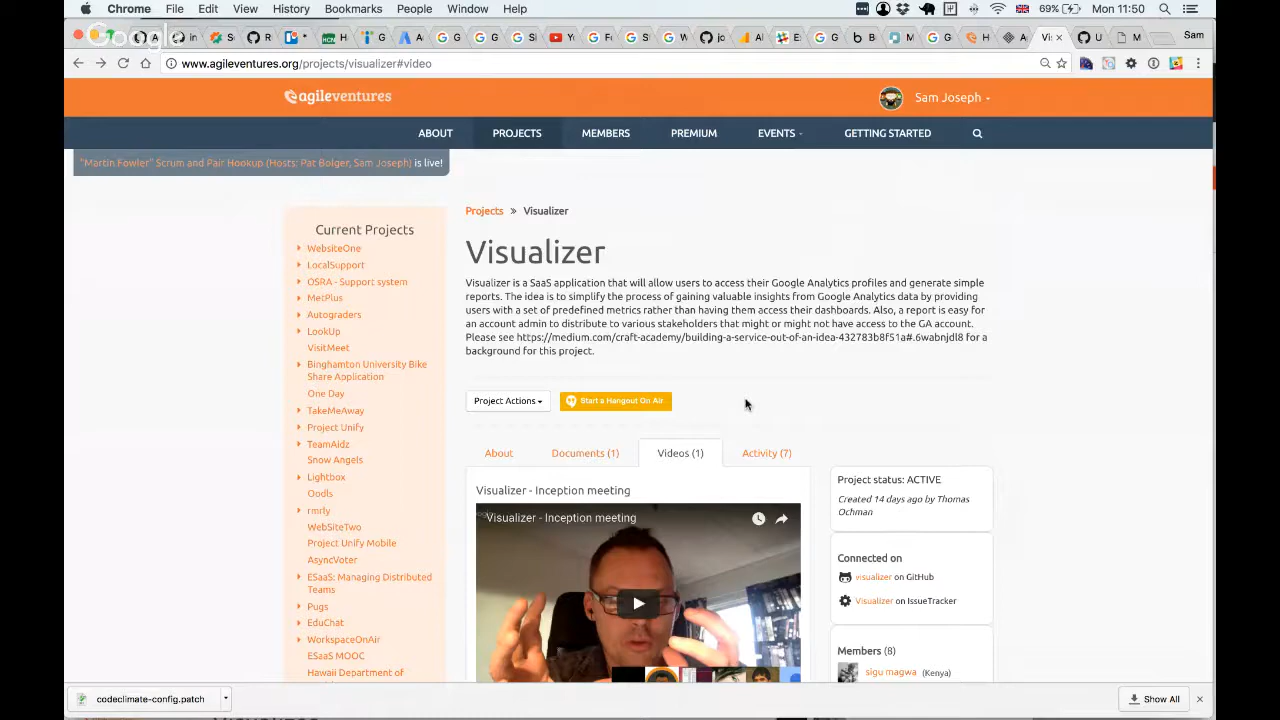 Chrome File Edit View History Bookmarks People Window Help 69% Mon 11:50
Sam
Google
www.agileventures.org/projects/visualizer#video
agileventures Sam Joseph
ABOUT PROJECTS MEMBERS PREMIUM EVENTS GETTING STARTED
"Martin Fowler" Scrum and Pair Hookup (Hosts: Pat Bolger, Sam Joseph) is live!
Current Projects
WebsiteOne
LocalSupport
OSRA - Support system
MetPlus
Autograders
LookUp
VisitMeet
Binghamton University Bike
Share Application
One Day
TakeMeAway
Project Unify
TeamAidz
Snow Angels
Lightbox
Oodls
rmrly
WebSiteTwo
Project Unify Mobile
AsyncVoter
ESaaS: Managing Distributed
Teams
Pugs
EduChat
WorkspaceOnAir
ESaaS MOOC
Hawaii Department of
Projects » Visualizer
Visualizer
Visualizer is a SaaS application that will allow users to access their Google Analytics profiles and generate simple
reports. The idea is to simplify the process of gaining valuable insights from Google Analytics data by providing
users with a set of predefined metrics rather than having them access their dashboards. Also, a report is easy for
an account admin to distribute to various stakeholders that might or might not have access to the GA account.
Please see https://medium.com/craft-academy/building-a-service-out-of-an-idea-432783b8f51a#.6wabnjdl8 for a
background for this project.
Project Actions Start a Hangout On Air
About Documents (1) Videos (1) Activity (7)
Visualizer - Inception meeting
Visualizer - Inception meeting
Project status: ACTIVE
Created 14 days ago by Thomas
Ochman
Connected on
visualizer on GitHub
Visualizer on IssueTracker
Members (8)
sigu magwa (Kenya)
codeclimate-config.patch Show All